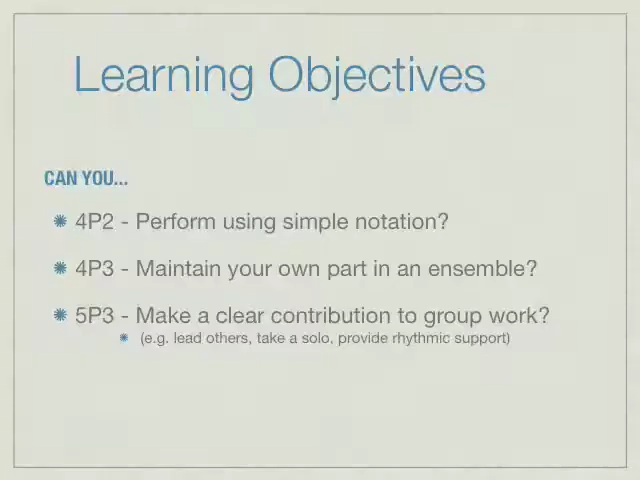 Learning Objectives
CAN YOU...
4P2 - Perform using simple notation?
4P3 - Maintain your own part in an ensemble?
5P3 - Make a clear contribution to group work?
(e.g. lead others, take a solo, provide rhythmic support)